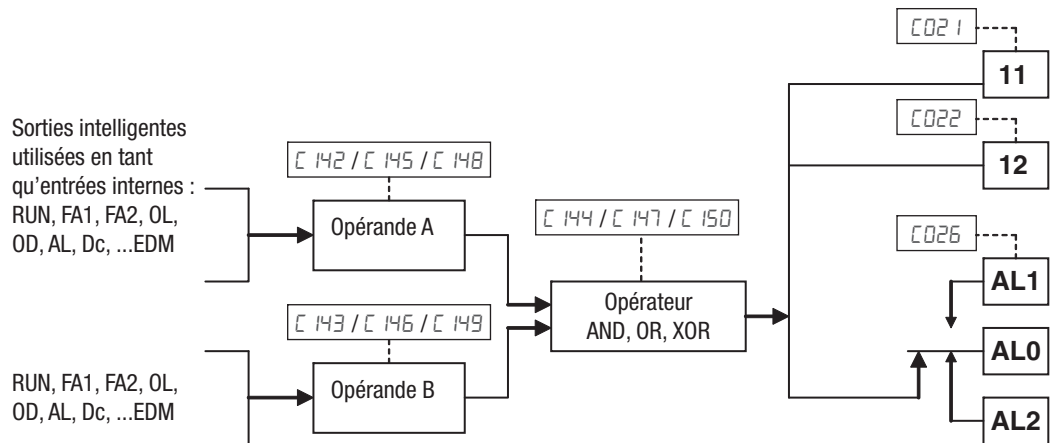 C021
11
C022
12
Sorties intelligentes
utilisées en tant
qu'entrées internes :
RUN, FA1, FA2, OL,
OD, AL, Dc, ...EDM
C142 / C145 / C148
Opérande A
C144 / C147 / C150
Opérateur
AND, OR, XOR
C026
AL1
AL0
AL2
C143 / C146 / C149
Opérande B
RUN, FA1, FA2, OL,
OD, AL, Dc, ...EDM